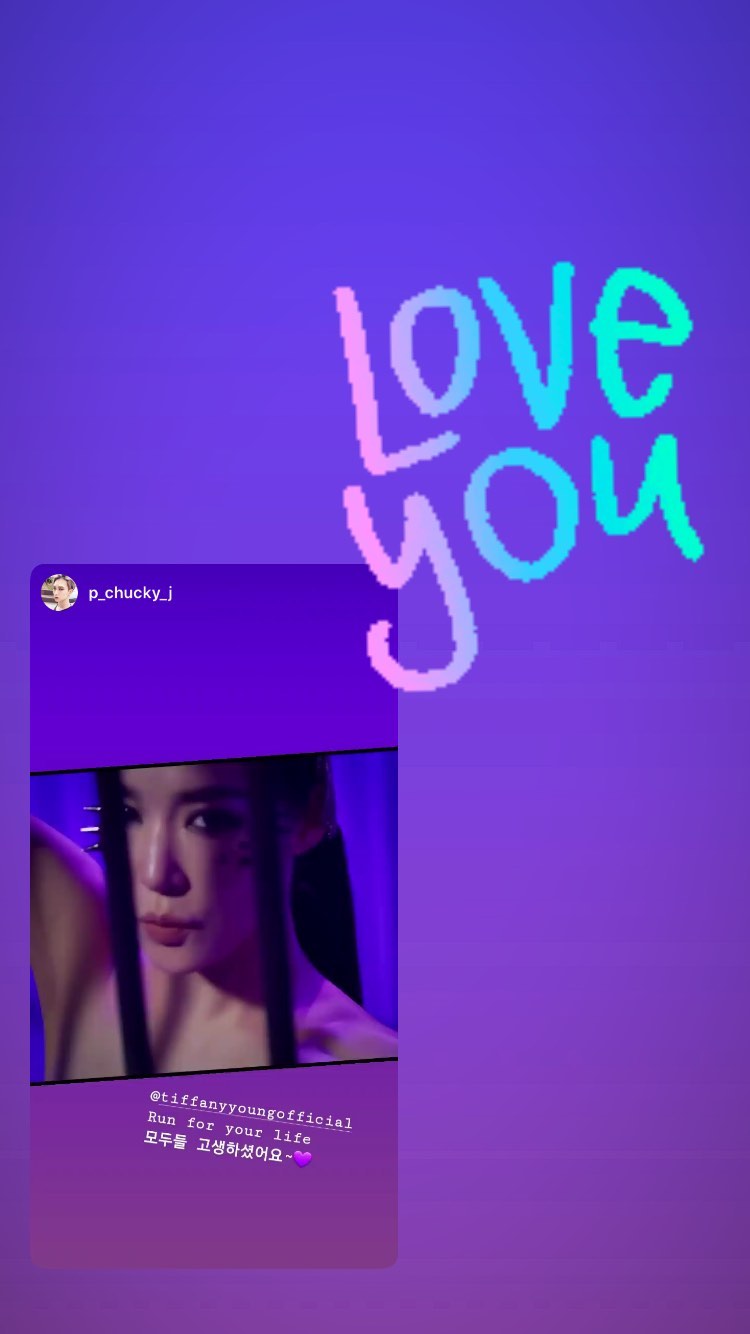 Love
you
p_chucky_j
@tiffanyyoungofficial
Run for your life
모두들 고생하셨어요~💜